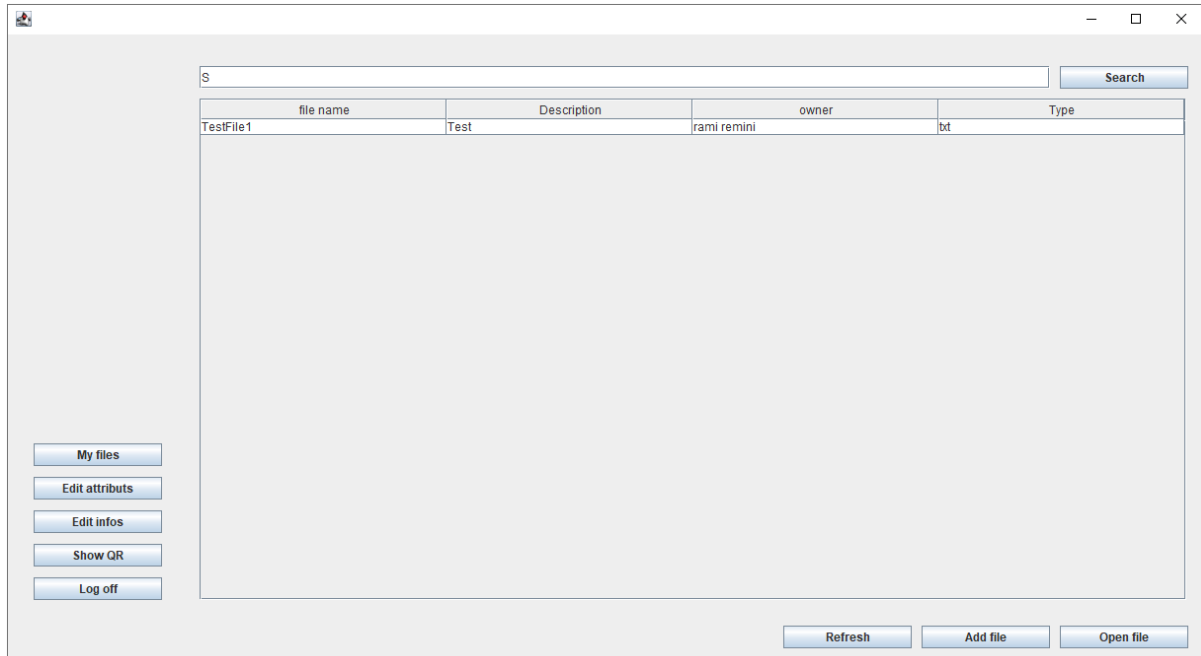 S
Search
file name Description owner Type
TestFile1 Test rami remini txt
My files
Edit attributs
Edit infos
Show QR
Log off
Refresh Add file Open file